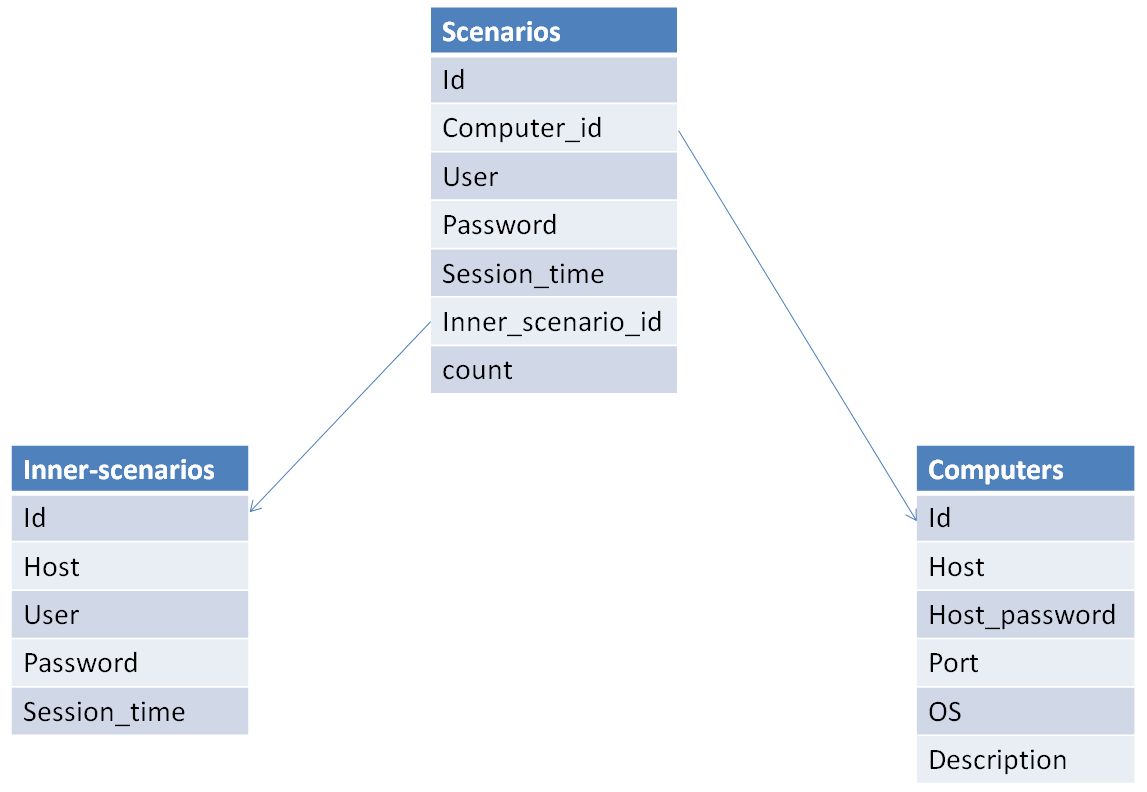 Scenarios
Id
Computer_id
User
Password
Session_time
Inner_scenario_id
count
Inner-scenarios
Id
Host
User
Password
Session_time
Computers
Id
Host
Host_password
Port
OS
Description